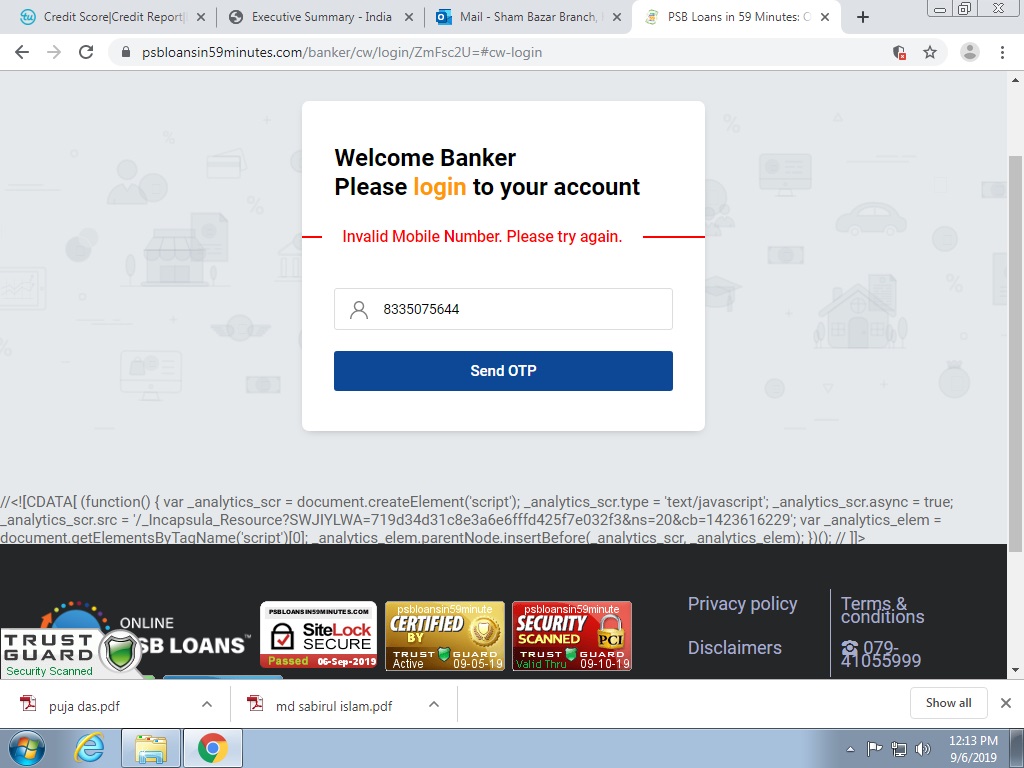 Credit Score|Credit Report|
Executive Summary - India
Mail - Sham Bazar Branch,
PSB Loans in 59 Minutes: C
psbloansin59minutes.com/banker/cw/login/ZmFsc2U=#cw-login
Welcome Banker
Please login to your account
Invalid Mobile Number. Please try again.
8335075644
Send OTP
//<![CDATA[ (function() { var _analytics_scr = document.createElement('script'); _analytics_scr.type = 'text/javascript'; _analytics_scr.async = true;
_analytics_scr.src = '/_Incapsula_Resource?SWJIYLWA=719d34d31c8e3a6e6fffd425f7e032f3&ns=20&cb=1423616229'; var _analytics_elem =
document.getElementsByTagName('script')[0]; _analytics_elem.parentNode.insertBefore(_analytics_scr, _analytics_elem); })(); // ]]>
ONLINE
SB LOANS™
TRUST
GUARD
Security Scanned
PSBLOANSIN59MINUTES.COM
SiteLock
SECURE
Passed 06-Sep-2019
psbloansin59minute
CERTIFIED
BY
TRUST GUARD
Active 09-05-19
psbloansin59minute
SECURITY
SCANNED
PCI
TRUST GUARD
Valid Thru 09-10-19
Privacy policy
Disclaimers
Terms &
conditions
079-
41055999
puja das.pdf
md sabirul islam.pdf
Show all
12:13 PM
9/6/2019